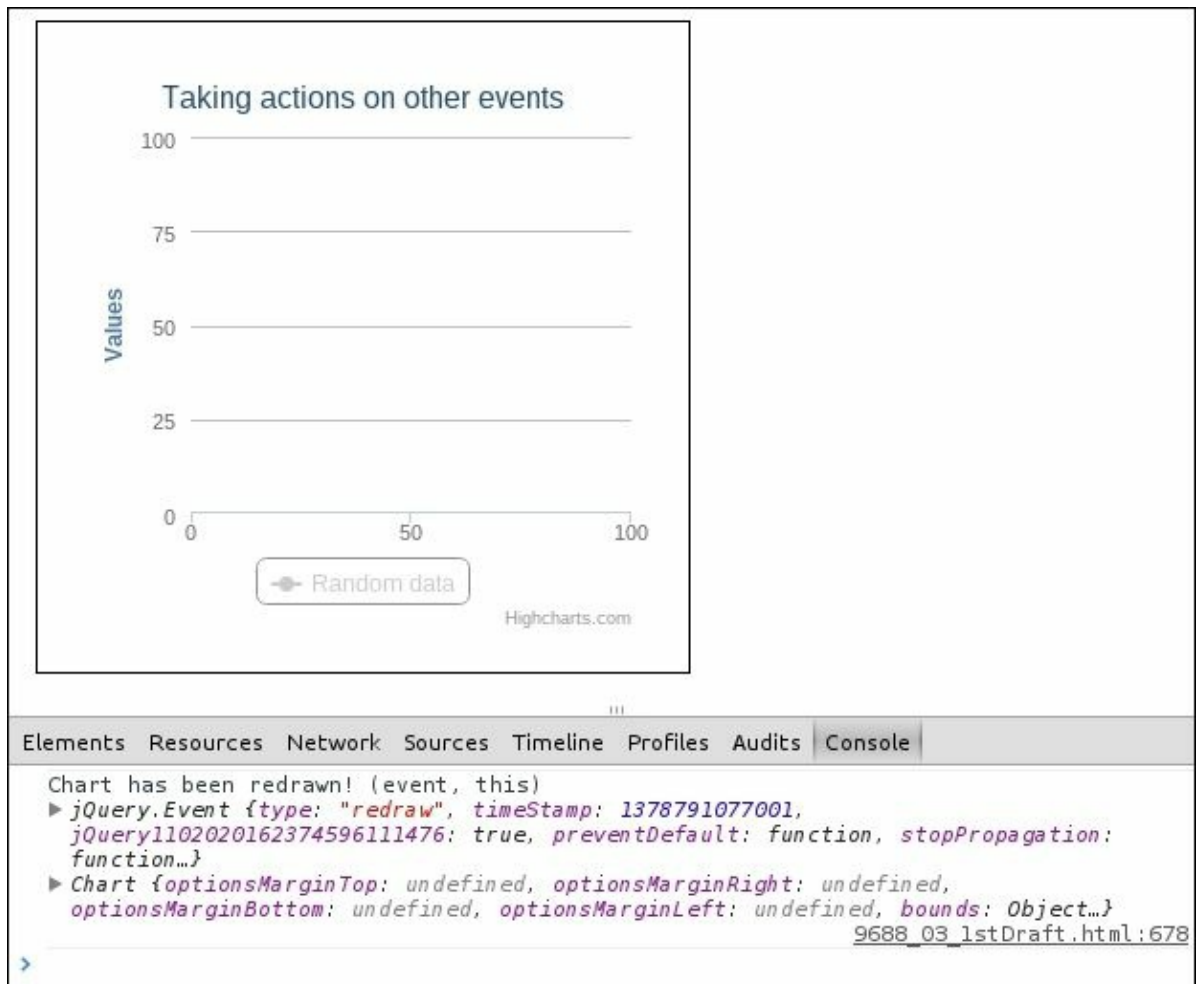 Taking actions on other events
100
75
50
25
0
Values
0 50 100
Random data
Highcharts.com
Elements Resources Network Sources Timeline Profiles Audits Console
Chart has been redrawn! (event, this)
jQuery.Event {type: "redraw", timeStamp: 1378791077001,
jQuery110202016237459611​1476: true, preventDefault: function, stopPropagation:
function…}
Chart {optionsMarginTop: undefined, optionsMarginRight: undefined,
optionsMarginBottom: undefined, optionsMarginLeft: undefined, bounds: Object…}
9688_03_1stDraft.html:678
>